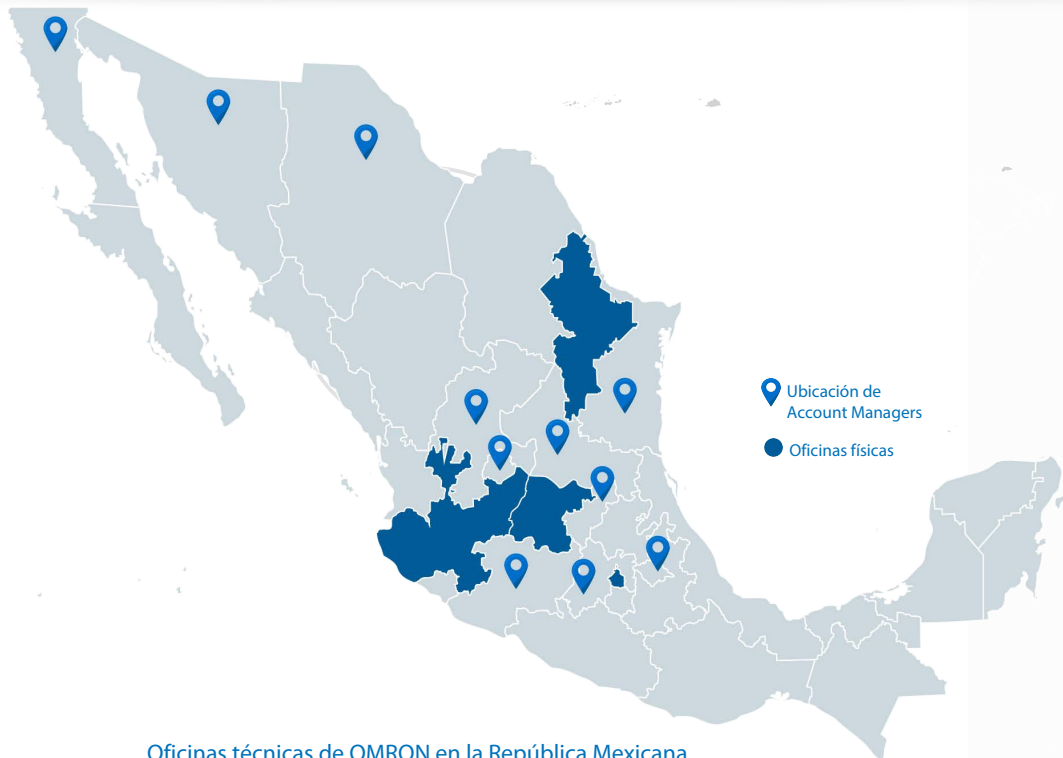 Ubicación de
Account Managers
Oficinas físicas
Oficinas técnicas de OMRON en la República Mexicana